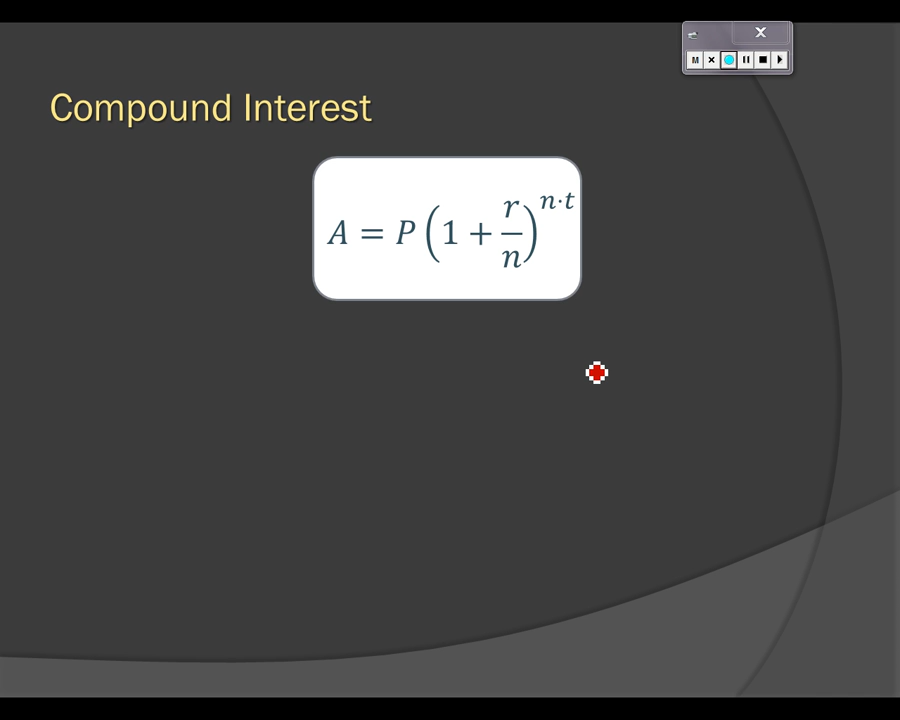 Compound Interest
A = P(1 + r/n)^{n·t}
M